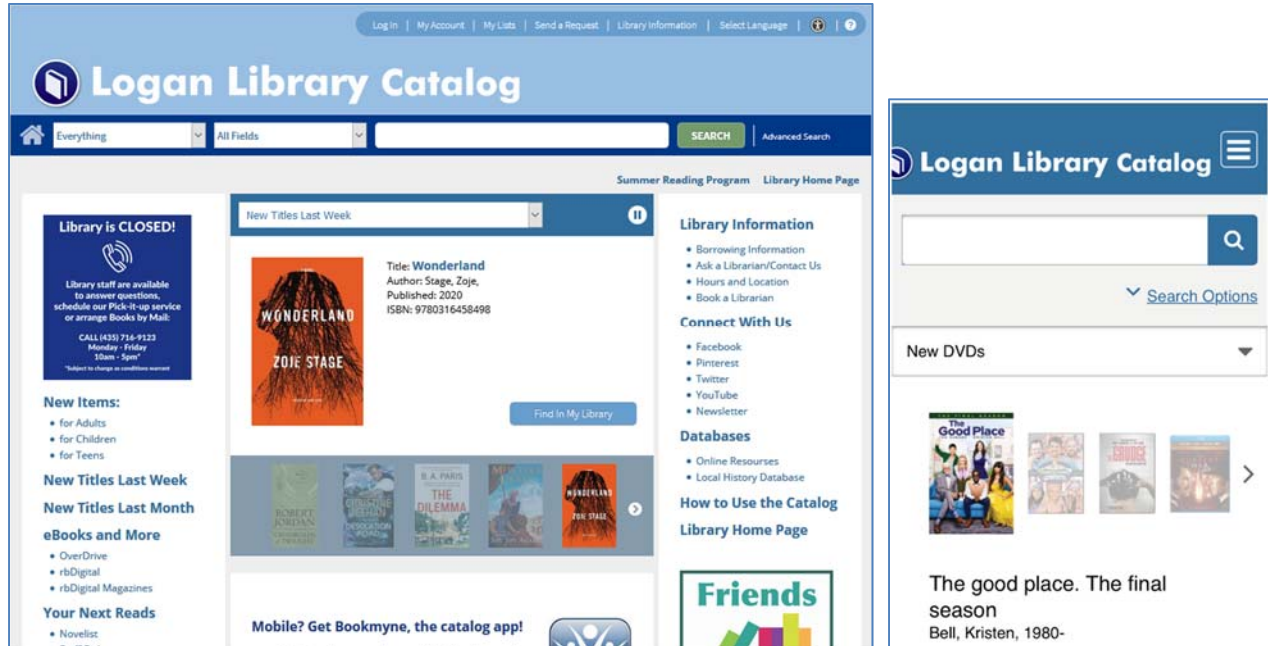 Log In | My Account | My Lists | Send a Request | Library Information | Select Language | ?
Logan Library Catalog
Everything
All Fields
SEARCH
Advanced Search
Summer Reading Program Library Home Page
Library is CLOSED!
Library staff are available
to answer questions,
schedule our Pick-it-up service
or arrange Books by Mail:
CALL (435) 716-9123
Monday - Friday
10am - 5pm*
*Subject to change as conditions warrant
New Items:
• for Adults
• for Children
• for Teens
New Titles Last Week
New Titles Last Month
eBooks and More
• OverDrive
• rbDigital
• rbDigital Magazines
Your Next Reads
• Novelist
New Titles Last Week
WONDERLAND
ZOJE STAGE
Title: Wonderland
Author: Stage, Zoje,
Published: 2020
ISBN: 9780316458498
Find In My Library
ROBERT
JORDAN
B. A. PARIS
THE
DILEMMA
WONDERLAND
ZOJE STAGE
Mobile? Get Bookmyne, the catalog app!
Library Information
• Borrowing Information
• Ask a Librarian/Contact Us
• Hours and Location
• Book a Librarian
Connect With Us
• Facebook
• Pinterest
• Twitter
• YouTube
• Newsletter
Databases
• Online Resourses
• Local History Database
How to Use the Catalog
Library Home Page
Friends
Logan Library Catalog
Search Options
New DVDs
THE FINAL SEASON
The
Good Place
The good place. The final
season
Bell, Kristen, 1980-